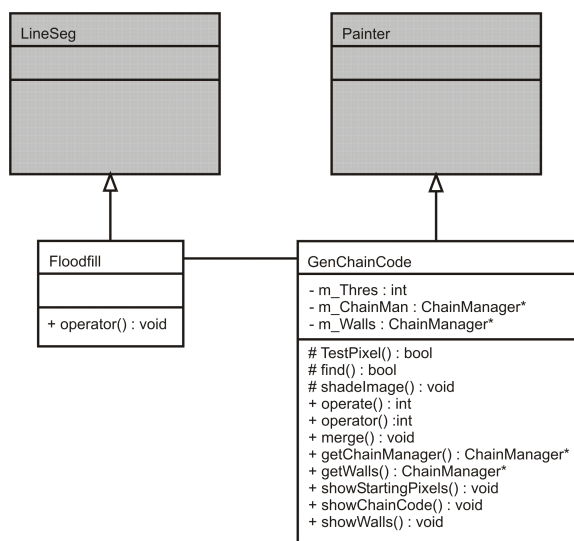 LineSeg
Painter
Floodfill
+ operator() : void
GenChainCode
- m_Thres : int
- m_ChainMan : ChainManager*
- m_Walls : ChainManager*
# TestPixel() : bool
# find() : bool
# shadeImage() : void
+ operate() : int
+ operator() :int
+ merge() : void
+ getChainManager() : ChainManager*
+ getWalls() : ChainManager*
+ showStartingPixels() : void
+ showChainCode() : void
+ showWalls() : void